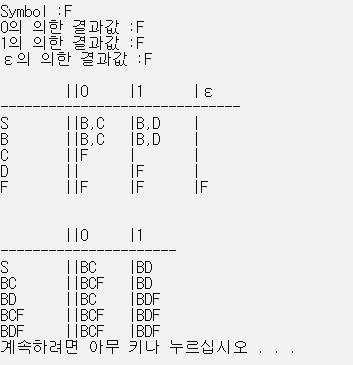 Symbol :F
0의 의한 결과값 :F
1의 의한 결과값 :F
ε의 의한 결과값 :F
||0 |1 |ε
------------------------------
S ||B,C |B,D |
B ||B,C |B,D |
C ||F | |
D || |F |
F ||F |F |F
||0 |1
----------------------
S ||BC |BD
BC ||BCF |BD
BD ||BC |BDF
BCF ||BCF |BDF
BDF ||BCF |BDF
계속하려면 아무 키나 누르십시오 . . .